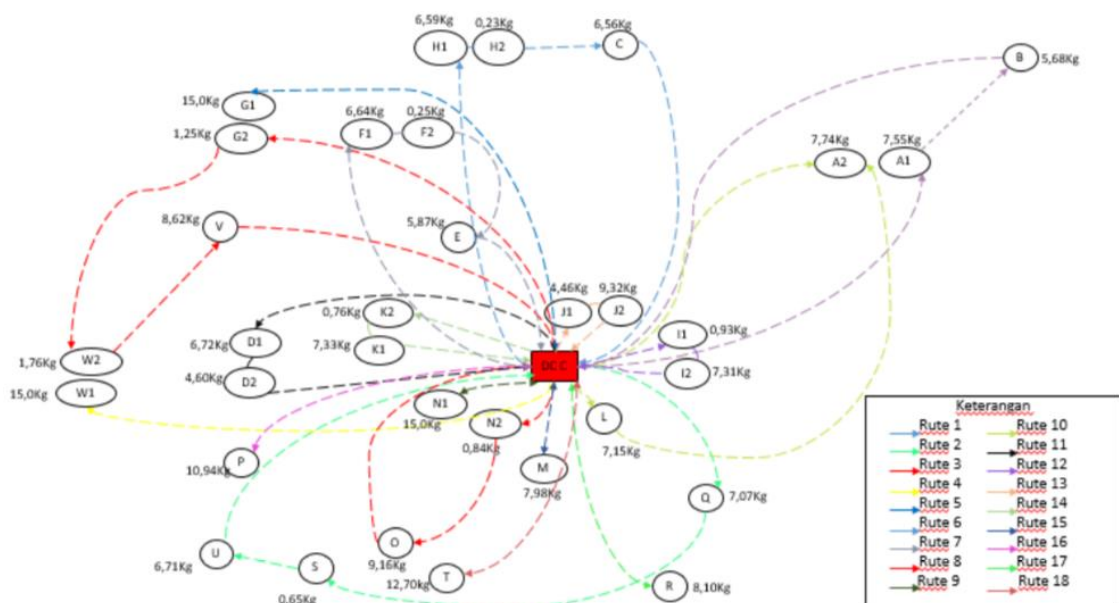 6,59Kg
0,23Kg
6,56Kg
H1
H2
C
B
5,68Kg
15,0Kg
G1
6,64Kg
0,25Kg
1,25Kg
G2
F1
F2
7,74Kg
7,55Kg
A2
A1
8,62Kg
V
5,87Kg
E
4,46Kg
9,32Kg
J1
J2
0,76Kg
K2
6,72Kg
D1
7,33Kg
K1
I1
0,93Kg
1,76Kg
W2
4,60Kg
D2
DC C
I2
7,31Kg
15,0Kg
W1
N1
15,0Kg
N2
0,84Kg
L
7,15Kg
P
10,94Kg
M
7,98Kg
Q
7,07Kg
U
6,71Kg
S
0,65Kg
O
9,16Kg
T
12,70kg
R
8,10Kg
Keterangan
Rute 1
Rute 2
Rute 3
Rute 4
Rute 5
Rute 6
Rute 7
Rute 8
Rute 9
Rute 10
Rute 11
Rute 12
Rute 13
Rute 14
Rute 15
Rute 16
Rute 17
Rute 18